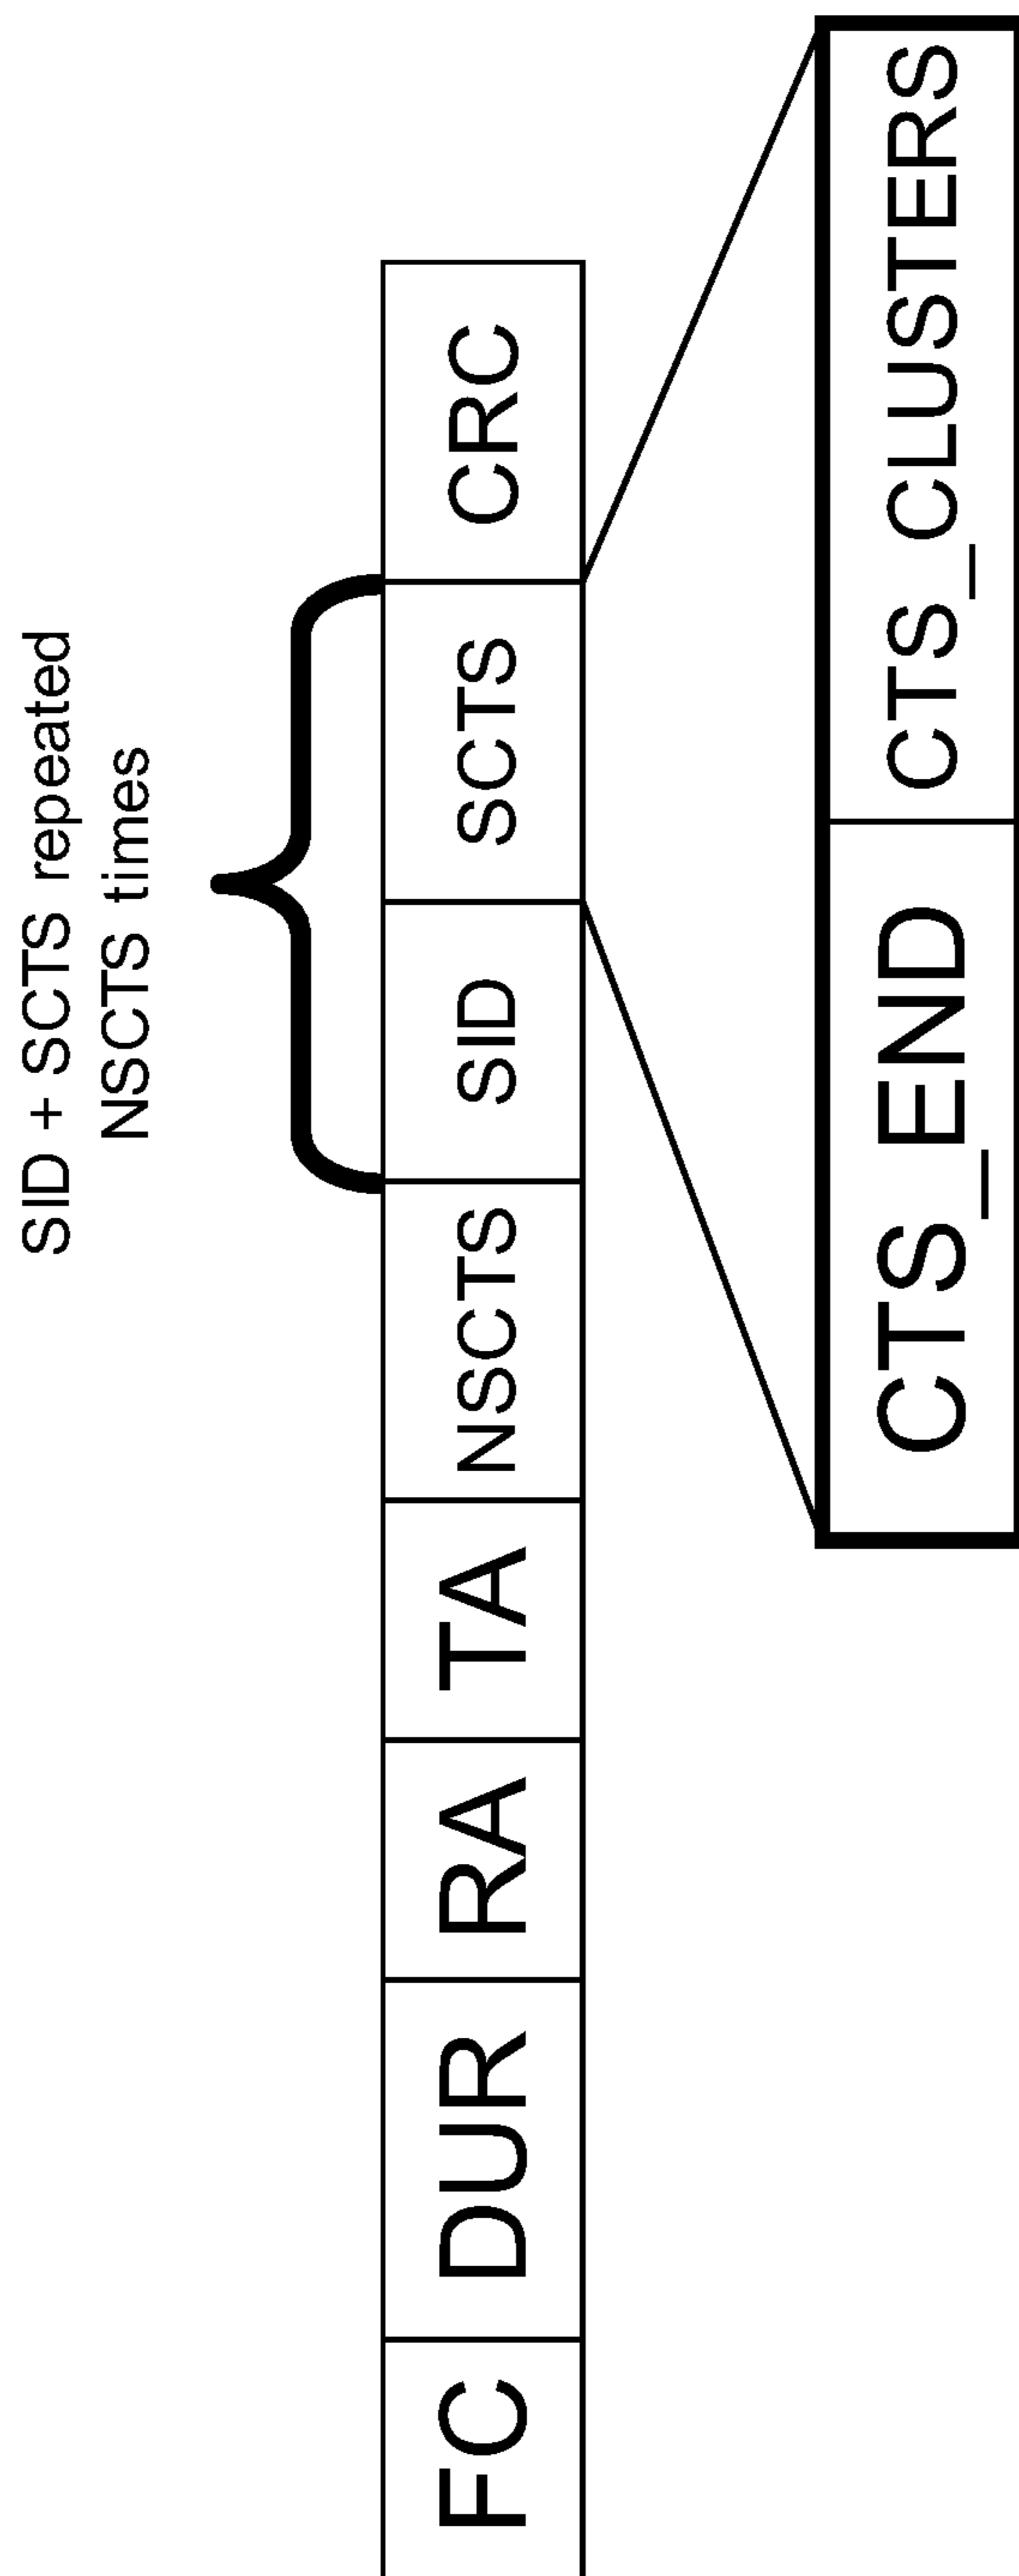 SID + SCTS repeated
NSCTS times
FC DUR RA TA NSCTS SID SCTS CRC
CTS_END CTS_CLUSTERS